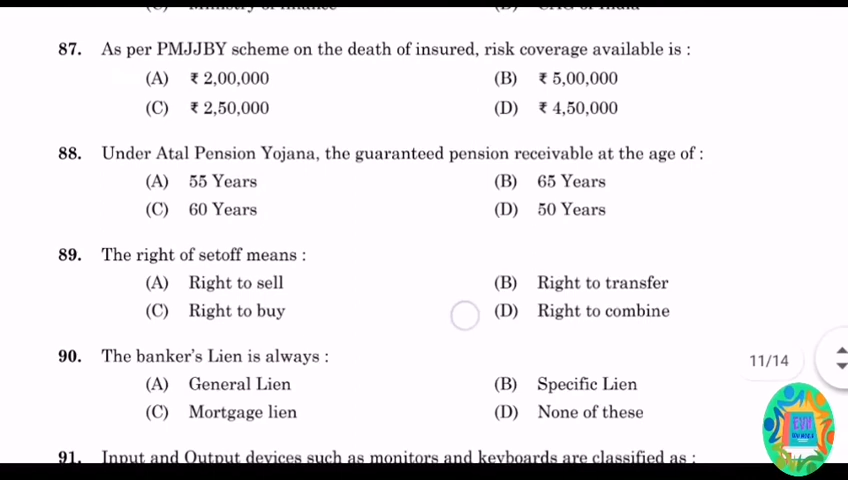 87. As per PMJJBY scheme on the death of insured, risk coverage available is :
(A) ₹ 2,00,000 (B) ₹ 5,00,000
(C) ₹ 2,50,000 (D) ₹ 4,50,000
88. Under Atal Pension Yojana, the guaranteed pension receivable at the age of :
(A) 55 Years (B) 65 Years
(C) 60 Years (D) 50 Years
89. The right of setoff means :
(A) Right to sell (B) Right to transfer
(C) Right to buy (D) Right to combine
90. The banker's Lien is always :
11/14
(A) General Lien (B) Specific Lien
(C) Mortgage lien (D) None of these
91. Input and Output devices such as monitors and keyboards are classified as :